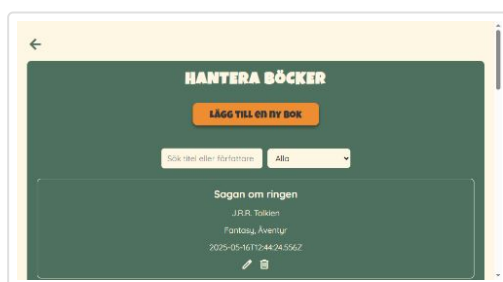 HANTERA BÖCKER
LÄGG TILL EN NY BOK
Sök titel eller författare
Alla
Sagan om ringen
J.R.R. Tolkien
Fantasy, Äventyr
2025-05-16T12:44:24.556Z